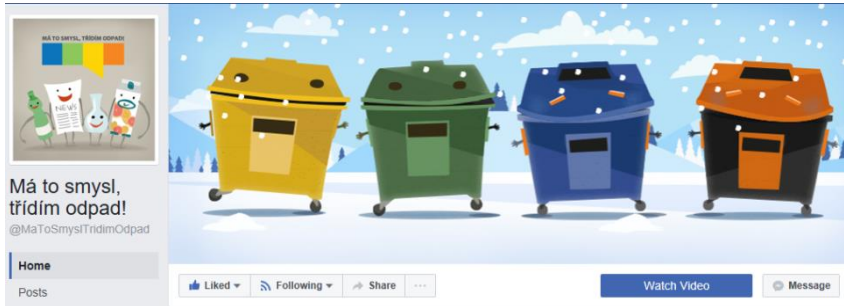 MÁ TO SMYSL, TŘÍDÍM ODPAD!
NEWS
Má to smysl,
třídím odpad!
@MaToSmyslTridimOdpad
Home
Posts
Liked
Following
Share
...
Watch Video
Message